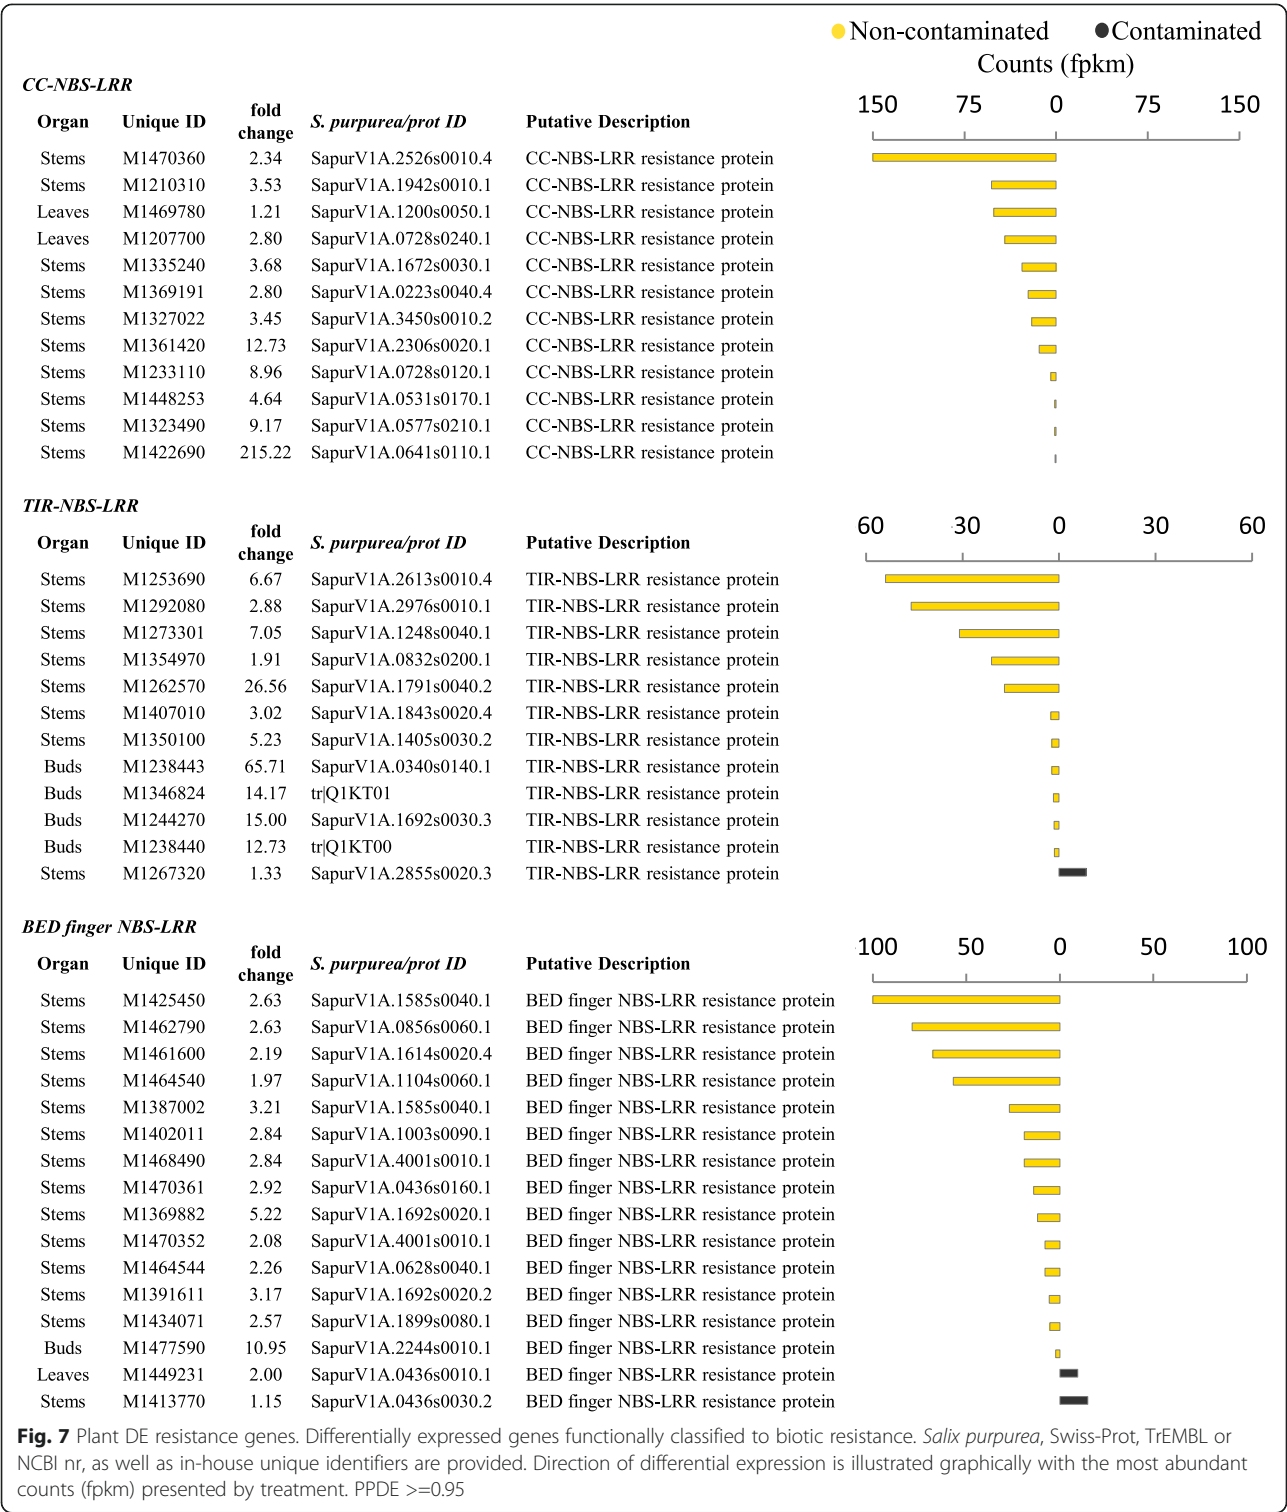 Non-contaminated Contaminated
Counts (fpkm)
CC-NBS-LRR
150 75 0 75 150
Organ Unique ID fold change S. purpurea/prot ID Putative Description
Stems M1470360 2.34 SapurV1A.2526s0010.4 CC-NBS-LRR resistance protein
Stems M1210310 3.53 SapurV1A.1942s0010.1 CC-NBS-LRR resistance protein
Leaves M1469780 1.21 SapurV1A.1200s0050.1 CC-NBS-LRR resistance protein
Leaves M1207700 2.80 SapurV1A.0728s0240.1 CC-NBS-LRR resistance protein
Stems M1335240 3.68 SapurV1A.1672s0030.1 CC-NBS-LRR resistance protein
Stems M1369191 2.80 SapurV1A.0223s0040.4 CC-NBS-LRR resistance protein
Stems M1327022 3.45 SapurV1A.3450s0010.2 CC-NBS-LRR resistance protein
Stems M1361420 12.73 SapurV1A.2306s0020.1 CC-NBS-LRR resistance protein
Stems M1233110 8.96 SapurV1A.0728s0120.1 CC-NBS-LRR resistance protein
Stems M1448253 4.64 SapurV1A.0531s0170.1 CC-NBS-LRR resistance protein
Stems M1323490 9.17 SapurV1A.0577s0210.1 CC-NBS-LRR resistance protein
Stems M1422690 215.22 SapurV1A.0641s0110.1 CC-NBS-LRR resistance protein
TIR-NBS-LRR
60 30 0 30 60
Organ Unique ID fold change S. purpurea/prot ID Putative Description
Stems M1253690 6.67 SapurV1A.2613s0010.4 TIR-NBS-LRR resistance protein
Stems M1292080 2.88 SapurV1A.2976s0010.1 TIR-NBS-LRR resistance protein
Stems M1273301 7.05 SapurV1A.1248s0040.1 TIR-NBS-LRR resistance protein
Stems M1354970 1.91 SapurV1A.0832s0200.1 TIR-NBS-LRR resistance protein
Stems M1262570 26.56 SapurV1A.1791s0040.2 TIR-NBS-LRR resistance protein
Stems M1407010 3.02 SapurV1A.1843s0020.4 TIR-NBS-LRR resistance protein
Stems M1350100 5.23 SapurV1A.1405s0030.2 TIR-NBS-LRR resistance protein
Buds M1238443 65.71 SapurV1A.0340s0140.1 TIR-NBS-LRR resistance protein
Buds M1346824 14.17 tr|Q1KT01 TIR-NBS-LRR resistance protein
Buds M1244270 15.00 SapurV1A.1692s0030.3 TIR-NBS-LRR resistance protein
Buds M1238440 12.73 tr|Q1KT00 TIR-NBS-LRR resistance protein
Stems M1267320 1.33 SapurV1A.2855s0020.3 TIR-NBS-LRR resistance protein
BED finger NBS-LRR
100 50 0 50 100
Organ Unique ID fold change S. purpurea/prot ID Putative Description
Stems M1425450 2.63 SapurV1A.1585s0040.1 BED finger NBS-LRR resistance protein
Stems M1462790 2.63 SapurV1A.0856s0060.1 BED finger NBS-LRR resistance protein
Stems M1461600 2.19 SapurV1A.1614s0020.4 BED finger NBS-LRR resistance protein
Stems M1464540 1.97 SapurV1A.1104s0060.1 BED finger NBS-LRR resistance protein
Stems M1387002 3.21 SapurV1A.1585s0040.1 BED finger NBS-LRR resistance protein
Stems M1402011 2.84 SapurV1A.1003s0090.1 BED finger NBS-LRR resistance protein
Stems M1468490 2.84 SapurV1A.4001s0010.1 BED finger NBS-LRR resistance protein
Stems M1470361 2.92 SapurV1A.0436s0160.1 BED finger NBS-LRR resistance protein
Stems M1369882 5.22 SapurV1A.1692s0020.1 BED finger NBS-LRR resistance protein
Stems M1470352 2.08 SapurV1A.4001s0010.1 BED finger NBS-LRR resistance protein
Stems M1464544 2.26 SapurV1A.0628s0040.1 BED finger NBS-LRR resistance protein
Stems M1391611 3.17 SapurV1A.1692s0020.2 BED finger NBS-LRR resistance protein
Stems M1434071 2.57 SapurV1A.1899s0080.1 BED finger NBS-LRR resistance protein
Buds M1477590 10.95 SapurV1A.2244s0010.1 BED finger NBS-LRR resistance protein
Leaves M1449231 2.00 SapurV1A.0436s0010.1 BED finger NBS-LRR resistance protein
Stems M1413770 1.15 SapurV1A.0436s0030.2 BED finger NBS-LRR resistance protein
Fig. 7 Plant DE resistance genes. Differentially expressed genes functionally classified to biotic resistance. Salix purpurea, Swiss-Prot, TrEMBL or
NCBI nr, as well as in-house unique identifiers are provided. Direction of differential expression is illustrated graphically with the most abundant
counts (fpkm) presented by treatment. PPDE >=0.95